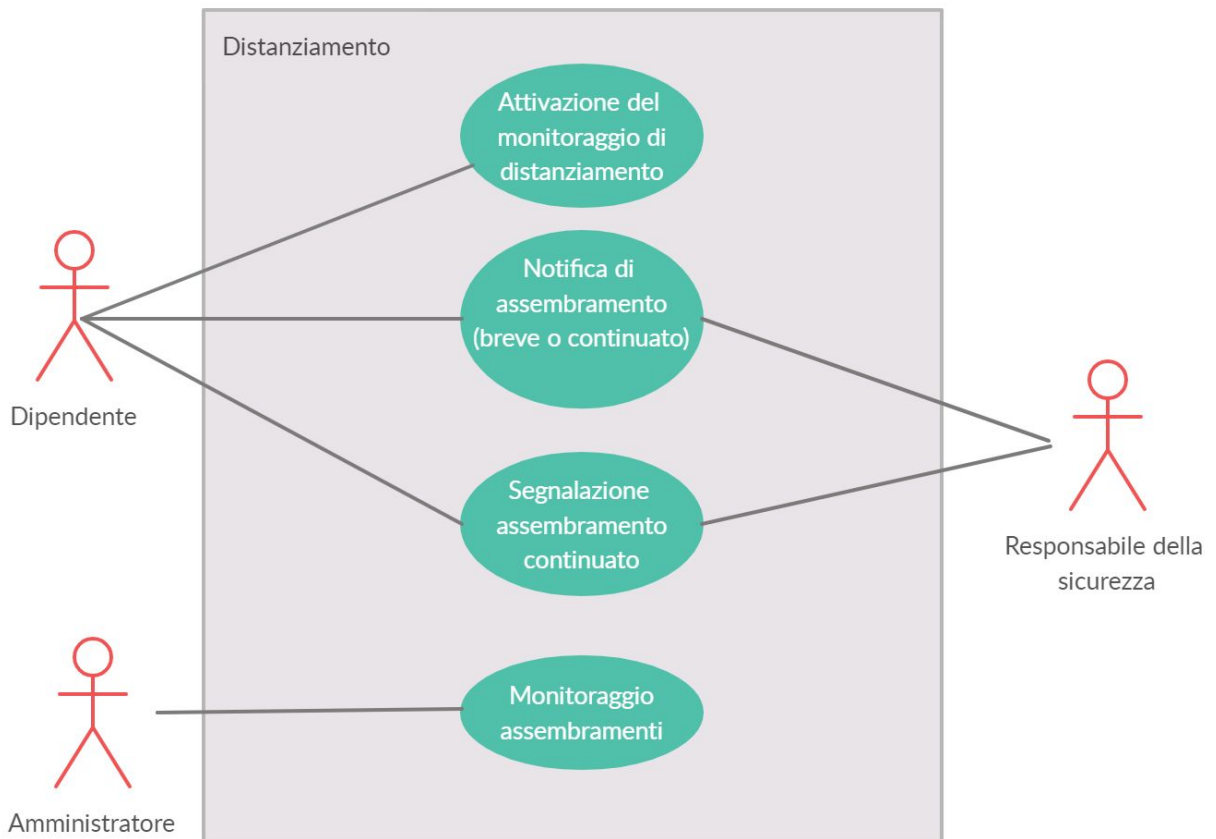 Distanziamento
Attivazione del
monitoraggio di
distanziamento
Notifica di
assembramento
(breve o continuato)
Dipendente
Segnalazione
assembramento
continuato
Responsabile della
sicurezza
Monitoraggio
assembramenti
Amministratore